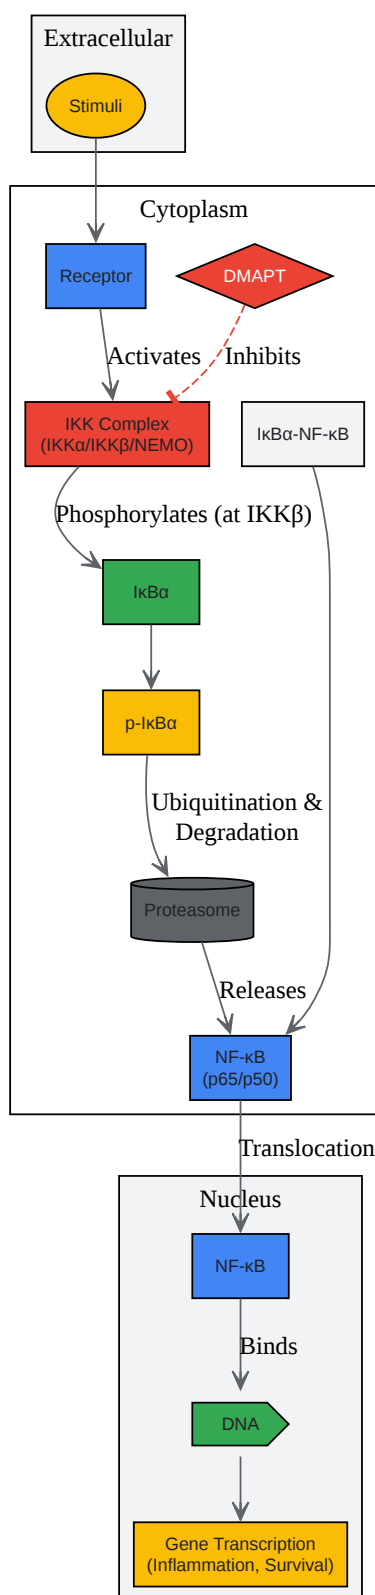 Extracellular
Stimuli
Cytoplasm
Receptor
DMAPT
Activates
Inhibits
IKK Complex
(IKKα/IKKβ/NEMO)
IκBα-NF-κB
Phosphorylates (at IKKβ)
IκBα
p-IκBα
Ubiquitination &
Degradation
Proteasome
Releases
NF-κB
(p65/p50)
Translocation
Nucleus
NF-κB
Binds
DNA
Gene Transcription
(Inflammation, Survival)